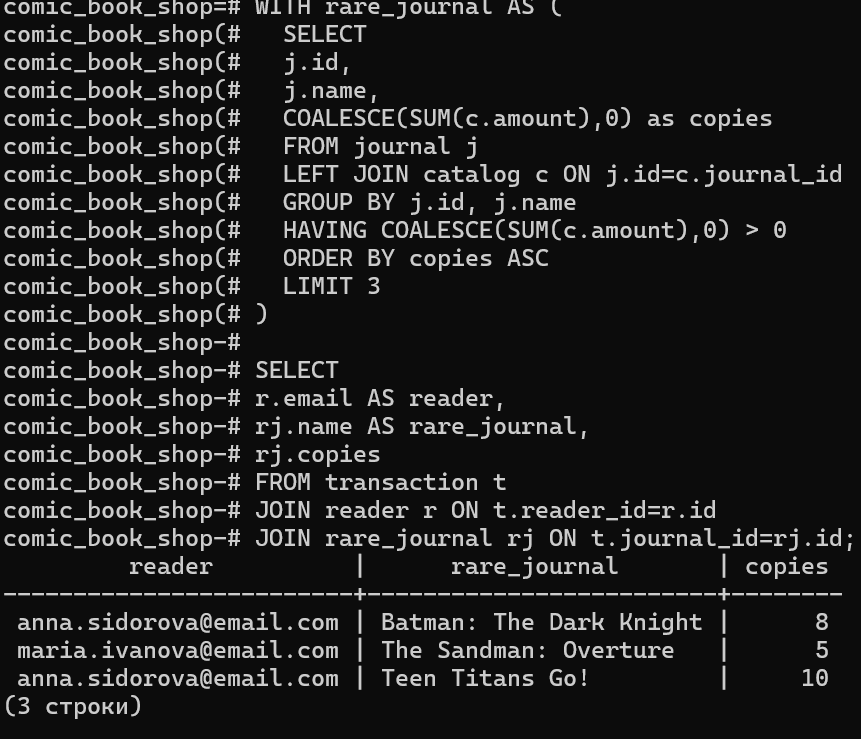 comic_book_shop=# WITH rare_journal AS (
comic_book_shop(#   SELECT
comic_book_shop(#   j.id,
comic_book_shop(#   j.name,
comic_book_shop(#   COALESCE(SUM(c.amount),0) as copies
comic_book_shop(#   FROM journal j
comic_book_shop(#   LEFT JOIN catalog c ON j.id=c.journal_id
comic_book_shop(#   GROUP BY j.id, j.name
comic_book_shop(#   HAVING COALESCE(SUM(c.amount),0) > 0
comic_book_shop(#   ORDER BY copies ASC
comic_book_shop(#   LIMIT 3
comic_book_shop(# )
comic_book_shop-#
comic_book_shop-# SELECT
comic_book_shop-# r.email AS reader,
comic_book_shop-# rj.name AS rare_journal,
comic_book_shop-# rj.copies
comic_book_shop-# FROM transaction t
comic_book_shop-# JOIN reader r ON t.reader_id=r.id
comic_book_shop-# JOIN rare_journal rj ON t.journal_id=rj.id;
         reader          |      rare_journal       | copies
-------------------------+-------------------------+--------
 anna.sidorova@email.com | Batman: The Dark Knight |      8
 maria.ivanova@email.com | The Sandman: Overture   |      5
 anna.sidorova@email.com | Teen Titans Go!         |     10
(3 строки)